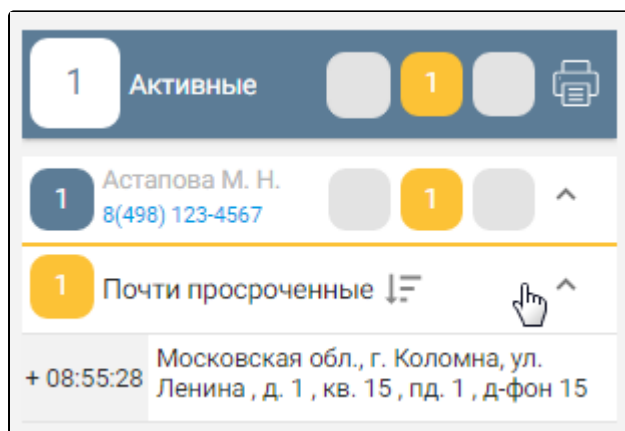 1 Активные 1
1 Астапова М. Н. 1
8(498) 123-4567
1 Почти просроченные
+ 08:55:28 Московская обл., г. Коломна, ул.
Ленина , д. 1 , кв. 15 , пд. 1 , д-фон 15